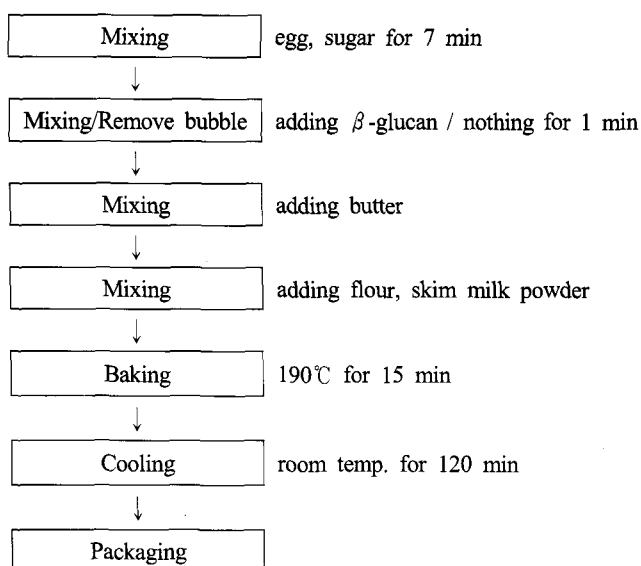 Mixing egg, sugar for 7 min
↓
Mixing/Remove bubble adding β-glucan / nothing for 1 min
↓
Mixing adding butter
↓
Mixing adding flour, skim milk powder
↓
Baking 190℃ for 15 min
↓
Cooling room temp. for 120 min
↓
Packaging